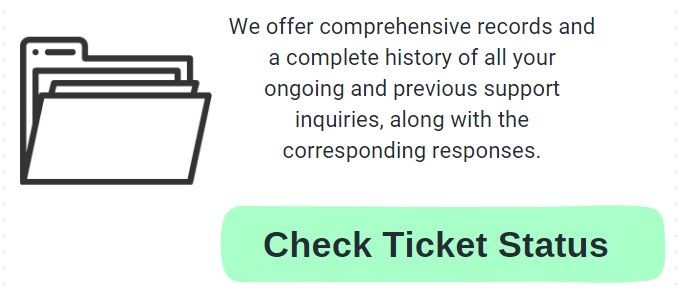 We offer comprehensive records and
a complete history of all your
ongoing and previous support
inquiries, along with the
corresponding responses.
Check Ticket Status